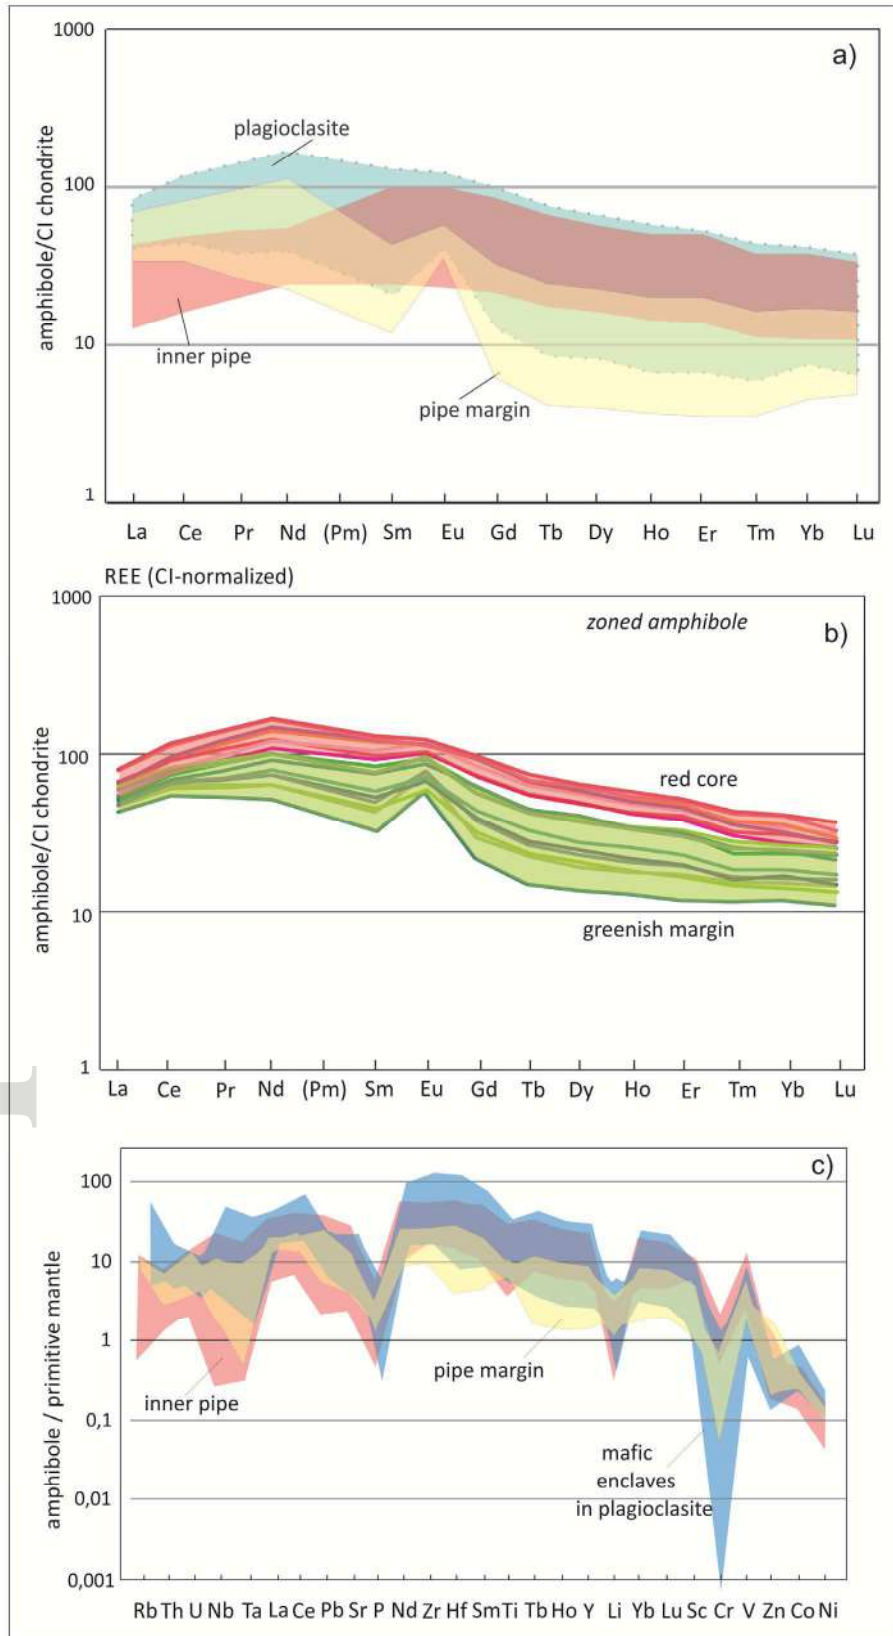 a)
1000
100
10
1
amphibole/CI chondrite
plagioclasite
inner pipe
pipe margin
La Ce Pr Nd (Pm) Sm Eu Gd Tb Dy Ho Er Tm Yb Lu
REE (CI-normalized)
b)
zoned amphibole
1000
100
10
1
amphibole/CI chondrite
red core
greenish margin
La Ce Pr Nd (Pm) Sm Eu Gd Tb Dy Ho Er Tm Yb Lu
c)
100
10
1
0,1
0,01
0,001
amphibole / primitive mantle
inner pipe
pipe margin
mafic
enclaves
in plagioclasite
Rb Th U Nb Ta La Ce Pb Sr P Nd Zr Hf Sm Ti Tb Ho Y Li Yb Lu Sc Cr V Zn Co Ni